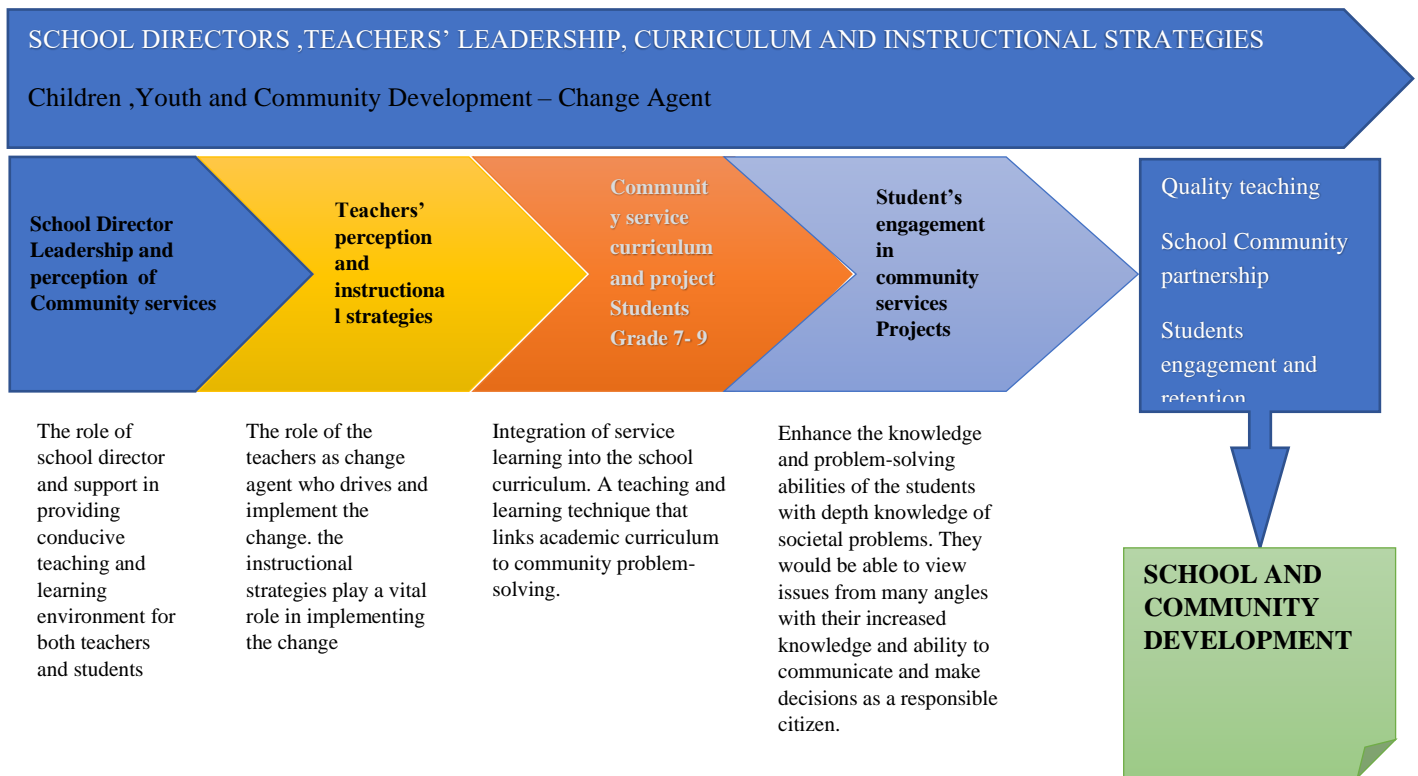 SCHOOL DIRECTORS ,TEACHERS’ LEADERSHIP, CURRICULUM AND INSTRUCTIONAL STRATEGIES
Children ,Youth and Community Development – Change Agent
School Director
Leadership and
perception of
Community services
Teachers’
perception
and
instructiona
l strategies
Communit
y service
curriculum
and project
Students
Grade 7- 9
Student’s
engagement
in
community
services
Projects
Quality teaching
School Community
partnership
Students
engagement and
retention
The role of
school director
and support in
providing
conducive
teaching and
learning
environment for
both teachers
and students
The role of the
teachers as change
agent who drives and
implement the
change. the
instructional
strategies play a vital
role in implementing
the change
Integration of service
learning into the school
curriculum. A teaching and
learning technique that
links academic curriculum
to community problem-
solving.
Enhance the knowledge
and problem-solving
abilities of the students
with depth knowledge of
societal problems. They
would be able to view
issues from many angles
with their increased
knowledge and ability to
communicate and make
decisions as a responsible
citizen.
SCHOOL AND
COMMUNITY
DEVELOPMENT